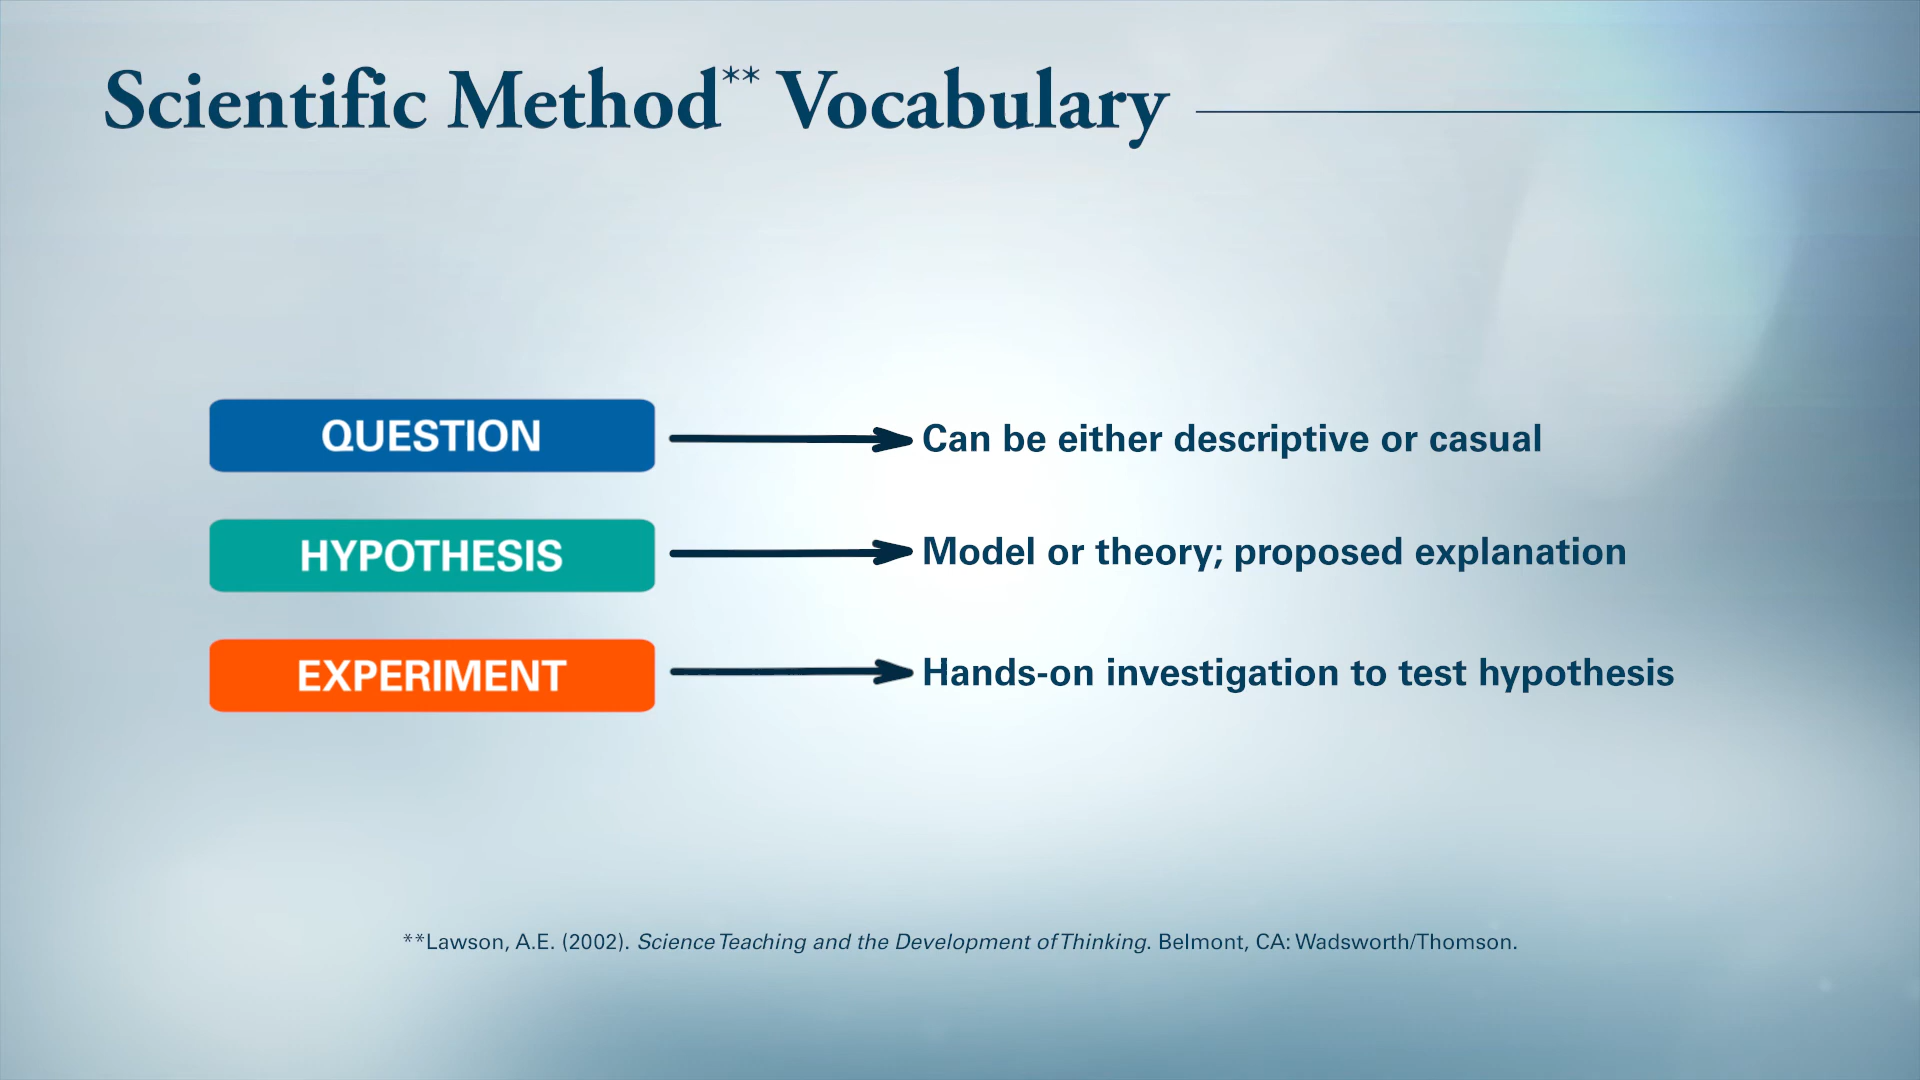 Scientific Method** Vocabulary
QUESTION
Can be either descriptive or casual
HYPOTHESIS
Model or theory; proposed explanation
EXPERIMENT
Hands-on investigation to test hypothesis
**Lawson, A.E. (2002). Science Teaching and the Development of Thinking. Belmont, CA: Wadsworth/Thomson.